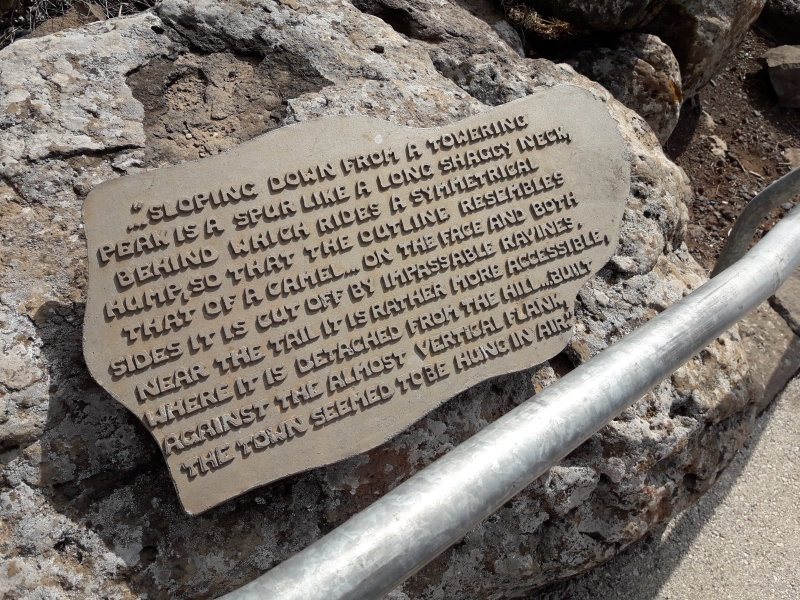 "...SLOPING DOWN FROM A TOWERING
PEAK IS A SPUR LIKE A LONG SHAGGY NECK,
BEHIND WHICH RIDES A SYMMETRICAL
HUMP, SO THAT THE OUTLINE RESEMBLES
THAT OF A CAMEL... ON THE FACE AND BOTH
SIDES IT IS CUT OFF BY IMPASSABLE RAVINES.
NEAR THE TAIL IT IS RATHER MORE ACCESSIBLE,
WHERE IT IS DETACHED FROM THE HILL...BUILT
AGAINST THE ALMOST VERTICAL FLANK,
THE TOWN SEEMED TO BE HUNG IN AIR,"